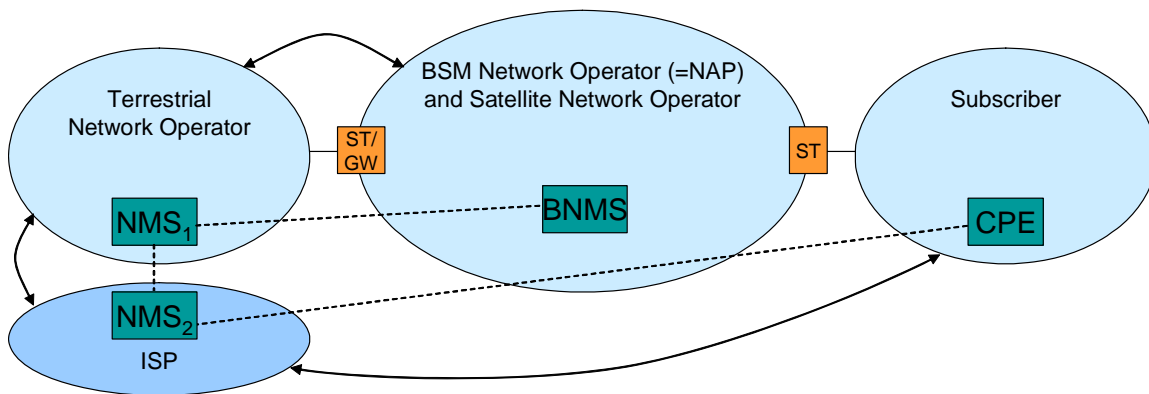 BSM Network Operator (=NAP)
and Satellite Network Operator
Terrestrial
Network Operator
Subscriber
ST/
GW
ST
NMS1
BNMS
CPE
NMS2
ISP